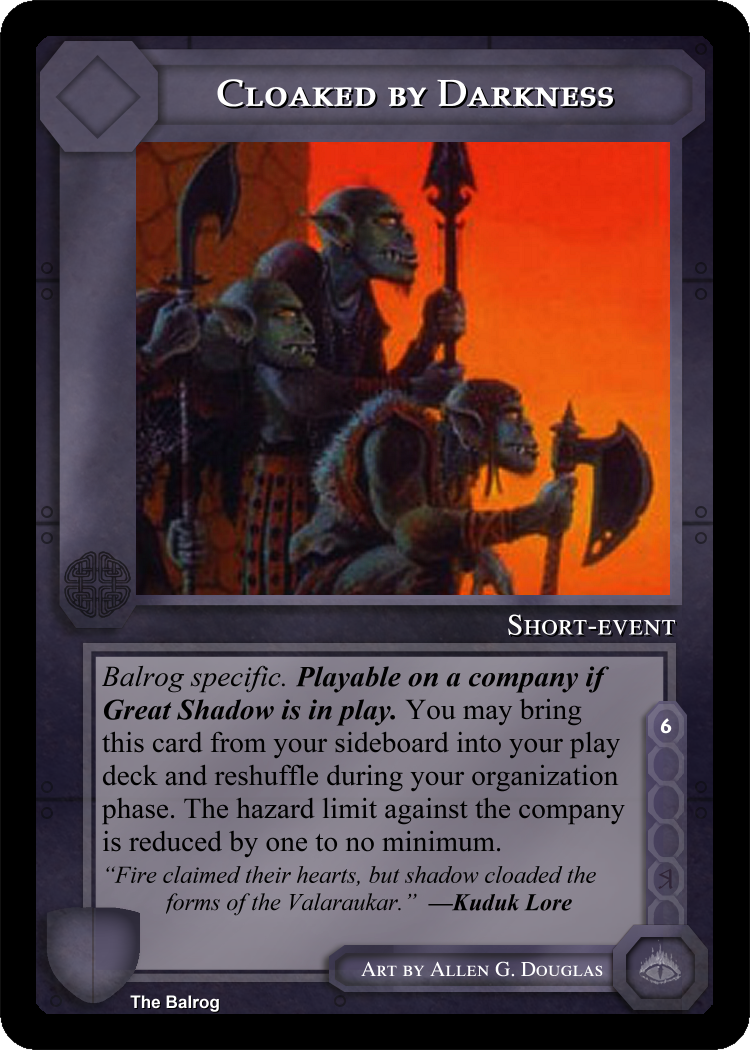 Cloaked by Darkness
Short-event
Balrog specific. Playable on a company if
Great Shadow is in play. You may bring
this card from your sideboard into your play
deck and reshuffle during your organization
phase. The hazard limit against the company
is reduced by one to no minimum.
6
“Fire claimed their hearts, but shadow cloaded the
forms of the Valaraukar.” —Kuduk Lore
Art by Allen G. Douglas
The Balrog